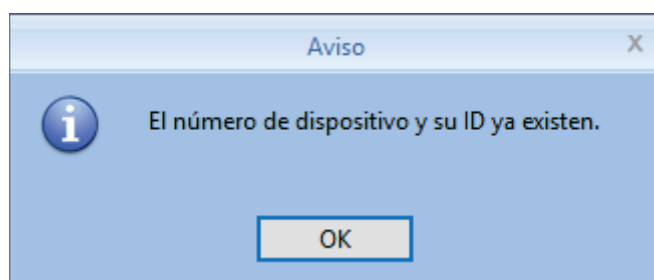 Aviso
X
El número de dispositivo y su ID ya existen.
OK